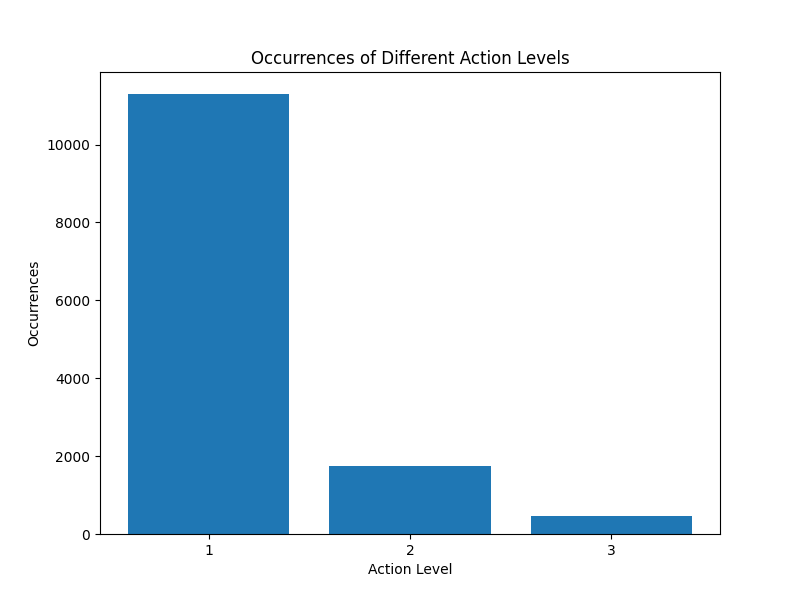 Occurrences of Different Action Levels
10000
8000
6000
4000
2000
0
Occurrences
1 2 3
Action Level